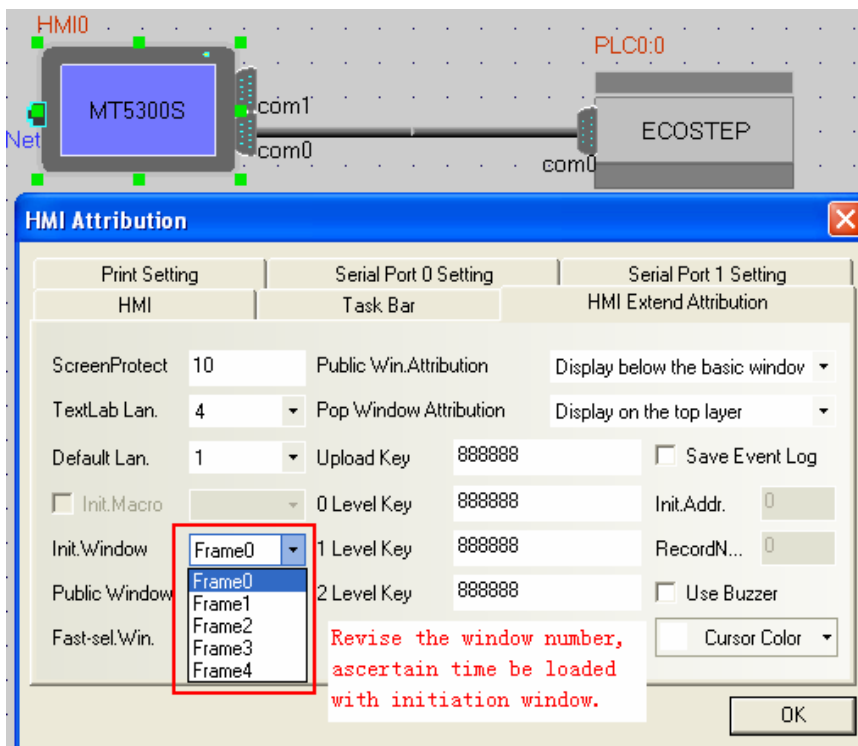 HMI0
PLC0:0
MT5300S
com1
ECOSTEP
Net
com0
com0
HMI Attribution
Print Setting Serial Port 0 Setting Serial Port 1 Setting
HMI Task Bar HMI Extend Attribution
ScreenProtect 10 Public Win.Attribution Display below the basic window
TextLab Lan. 4 Pop Window Attribution Display on the top layer
Default Lan. 1 Upload Key 888888 Save Event Log
Init.Macro 0 Level Key 888888 Init.Addr. 0
Init.Window Frame0 1 Level Key 888888 RecordN... 0
Frame0
Public Window 2 Level Key 888888 Use Buzzer
Frame1
Frame2
Fast-sel.Win. Cursor Color
Frame3
Frame4
Revise the window number,
ascertain time be loaded
with initiation window.
OK